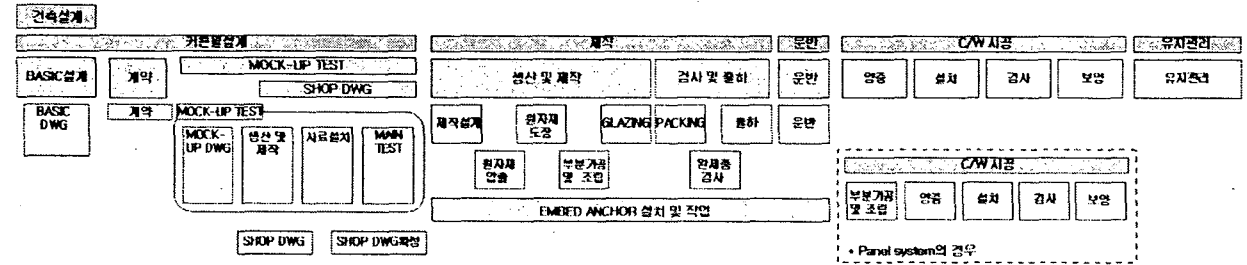 건축설계
커튼월설계
제작
운반
C/W 시공
유지관리
BASIC설계
계약
MOCK-UP TEST
SHOP DWG
생산 및 제작
검사 및 출하
운반
양중
설치
검사
보양
유지관리
BASIC
DWG
계약
MOCK-UP TEST
MOCK-
UP DWG
생산 및
제작
시료설치
MAIN
TEST
제작설계
원자재
도장
GLAZING
PACKING
출하
운반
원자재
압출
부분가공
및 조립
완제품
검사
EMBED ANCHOR 설치 및 작업
SHOP DWG
SHOP DWG확정
C/W 시공
부분가공
및 조립
양중
설치
검사
보양
• Panel system의 경우